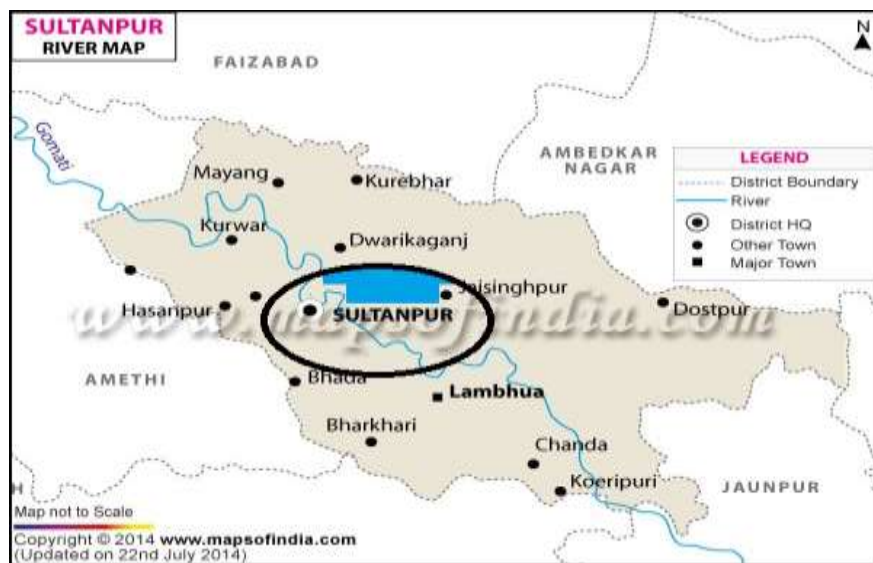 SULTANPUR
RIVER MAP
N
FAIZABAD
Gomati
AMBEDKAR
NAGAR
LEGEND
District Boundary
River
District HQ
Other Town
Major Town
Mayang
Kurebhar
Kurwar
Dwarikaganj
Jaisinghpur
Hasanpur
SULTANPUR
Dostpur
www.mapsofindia.com
AMETHI
Bhada
Lambhua
Bharkhari
Chanda
Koeripuri
JAUNPUR
H
Map not to Scale
Copyright © 2014 www.mapsofindia.com
(Updated on 22nd July 2014)